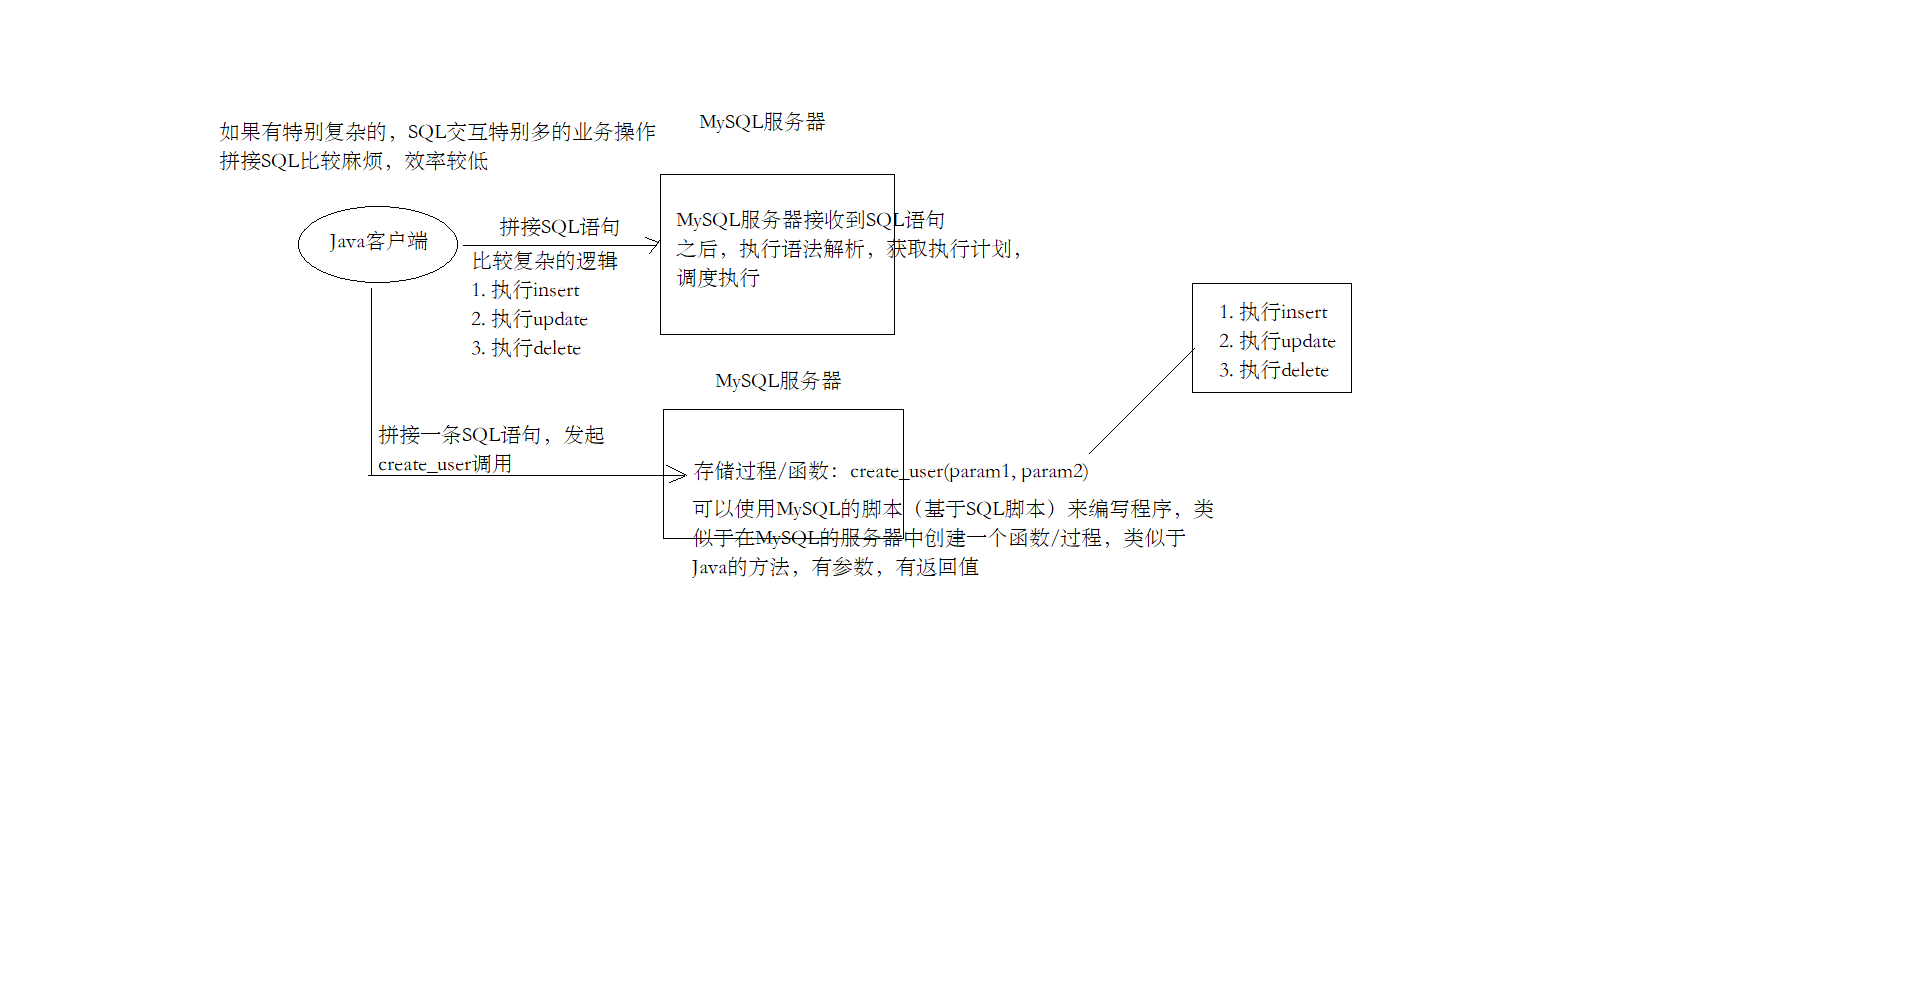 如果有特别复杂的，SQL交互特别多的业务操作
拼接SQL比较麻烦，效率较低
MySQL服务器
Java客户端
拼接SQL语句
比较复杂的逻辑
1. 执行insert
2. 执行update
3. 执行delete
MySQL服务器接收到SQL语句
之后，执行语法解析，获取执行计划，
调度执行
1. 执行insert
2. 执行update
3. 执行delete
MySQL服务器
拼接一条SQL语句，发起
create_user调用
存储过程/函数：create_user(param1, param2)
可以使用MySQL的脚本（基于SQL脚本）来编写程序，类
似于在MySQL的服务器中创建一个函数/过程，类似于
Java的方法，有参数，有返回值